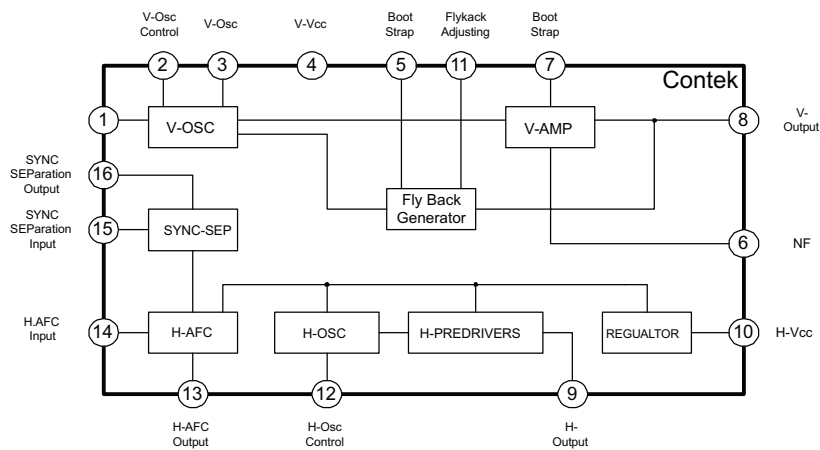 V-Osc
Control
V-Osc
V-Vcc
Boot
Strap
Flykack
Adjusting
Boot
Strap
2
3
4
5
11
7
Contek
1
V-OSC
V-AMP
8
V-
Output
SYNC
SEParation
Output
16
Fly Back
Generator
SYNC
SEParation
Input
15
SYNC-SEP
6
NF
H.AFC
Input
14
H-AFC
H-OSC
H-PREDRIVERS
REGUALTOR
10
H-Vcc
13
12
9
H-AFC
Output
H-Osc
Control
H-
Output